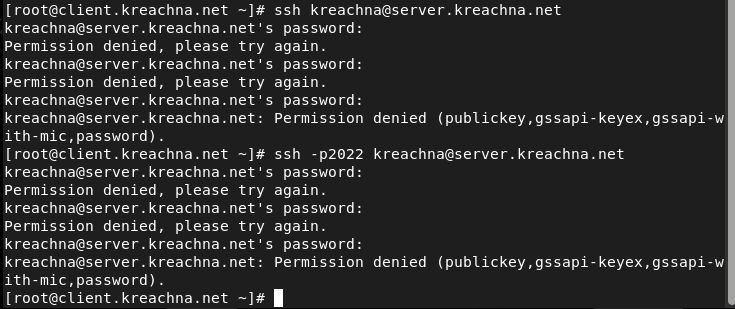 [root@client.kreachna.net ~]# ssh kreachna@server.kreachna.net
kreachna@server.kreachna.net's password:
Permission denied, please try again.
kreachna@server.kreachna.net's password:
Permission denied, please try again.
kreachna@server.kreachna.net's password:
kreachna@server.kreachna.net: Permission denied (publickey,gssapi-keyex,gssapi-w
ith-mic,password).
[root@client.kreachna.net ~]# ssh -p2022 kreachna@server.kreachna.net
kreachna@server.kreachna.net's password:
Permission denied, please try again.
kreachna@server.kreachna.net's password:
Permission denied, please try again.
kreachna@server.kreachna.net's password:
kreachna@server.kreachna.net: Permission denied (publickey,gssapi-keyex,gssapi-w
ith-mic,password).
[root@client.kreachna.net ~]#